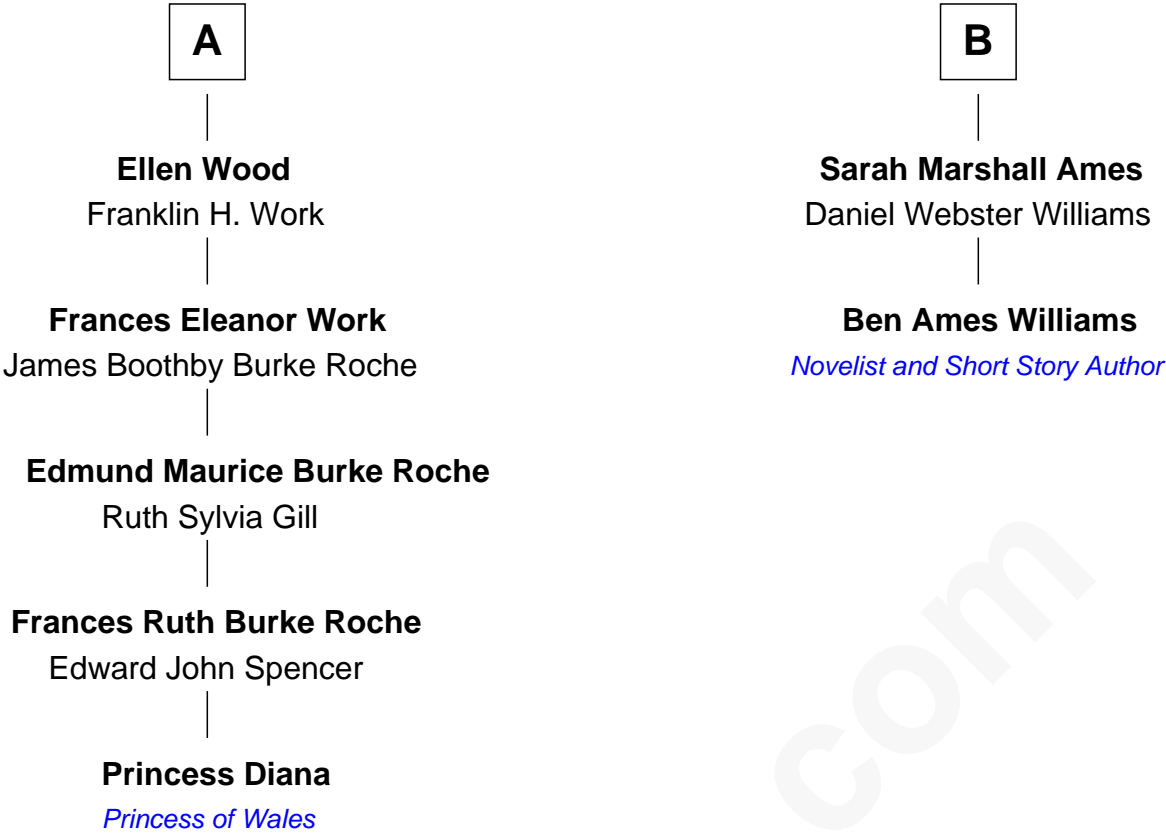 A
Ellen Wood
Franklin H. Work
Frances Eleanor Work
James Boothby Burke Roche
Edmund Maurice Burke Roche
Ruth Sylvia Gill
Frances Ruth Burke Roche
Edward John Spencer
Princess Diana
Princess of Wales
B
Sarah Marshall Ames
Daniel Webster Williams
Ben Ames Williams
Novelist and Short Story Author
com